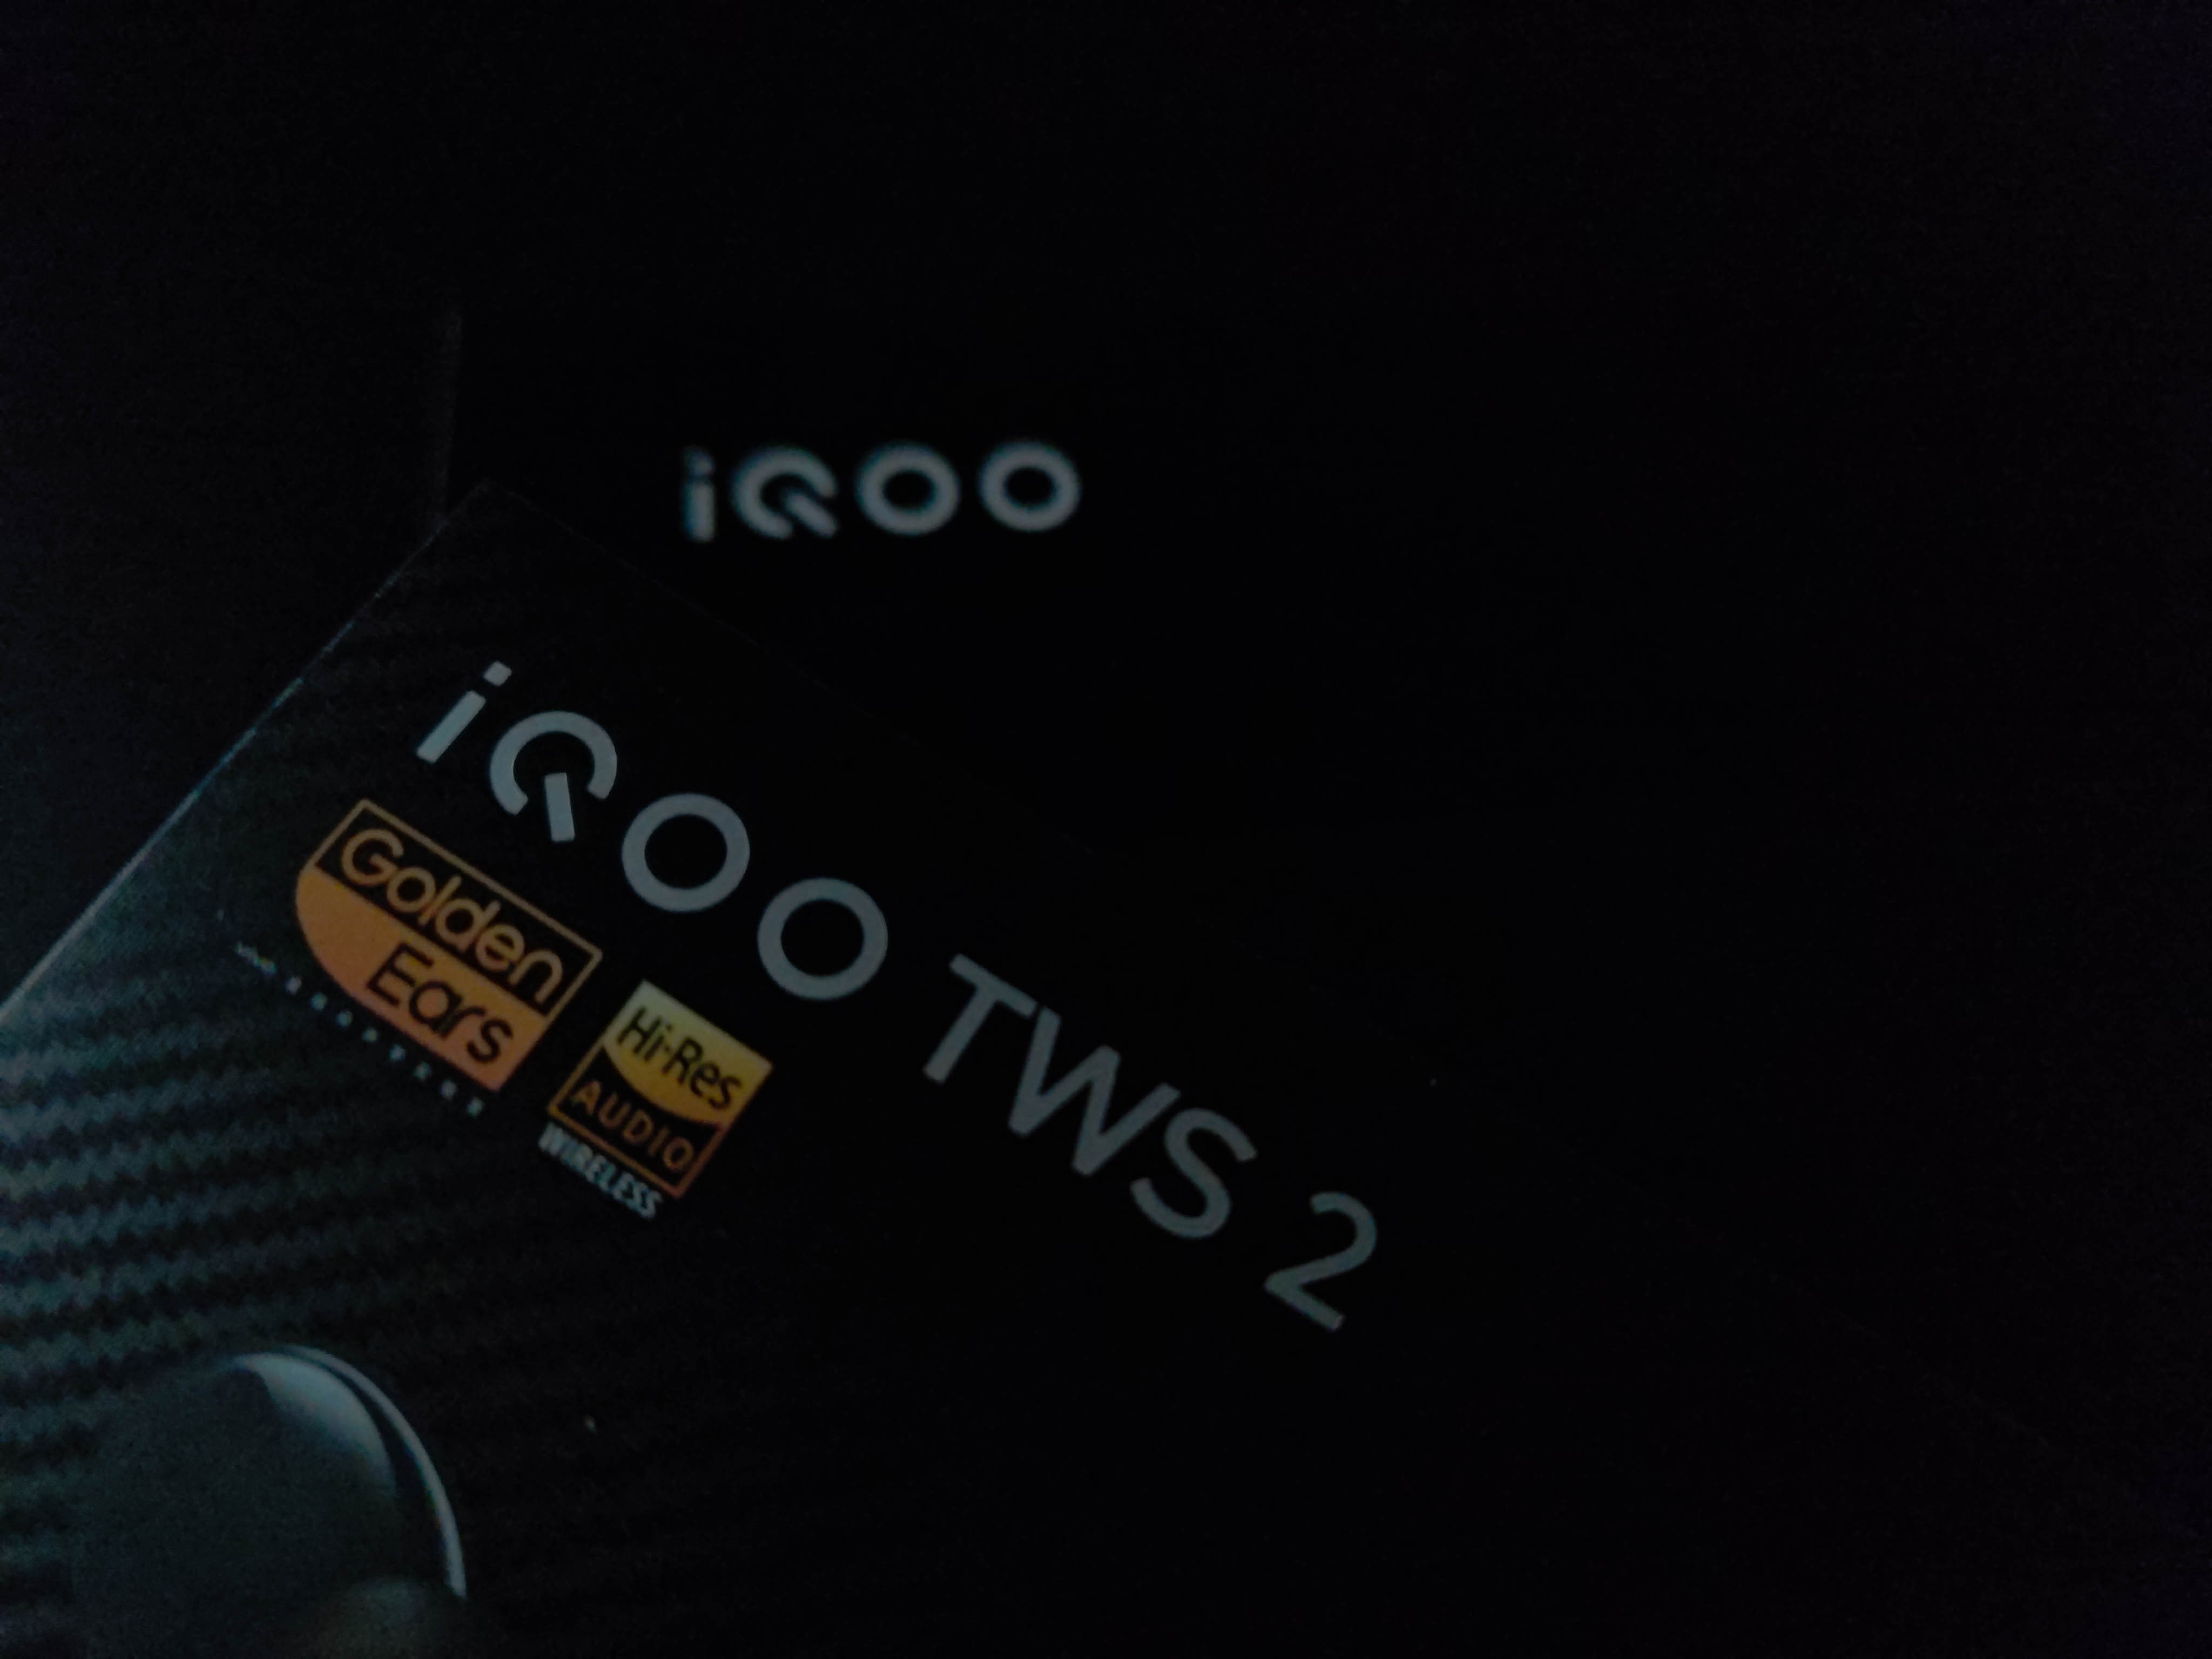 iQOO
iQOO TWS 2
Golden
Ears
Hi-Res
AUDIO
WIRELESS